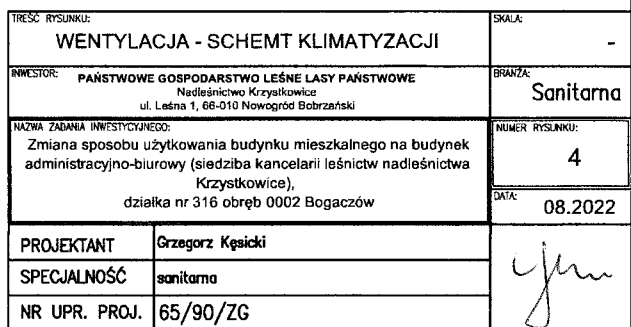 TREŚĆ RYSUNKU:
WENTYLACJA - SCHEMT KLIMATYZACJI
SKALA:
-
INWESTOR:
PAŃSTWOWE GOSPODARSTWO LEŚNE LASY PAŃSTWOWE
Nadleśnictwo Krzystkowice
ul. Leśna 1, 66-010 Nowogród Bobrzański
BRANŻA:
Sanitarna
NAZWA ZADANIA INWESTYCYJNEGO:
Zmiana sposobu użytkowania budynku mieszkalnego na budynek
administracyjno-biurowy (siedziba kancelarii leśnictw nadleśnictwa
Krzystkowice),
działka nr 316 obręb 0002 Bogaczów
NUMER RYSUNKU:
4
DATA:
08.2022
PROJEKTANT Grzegorz Kęsicki
SPECJALNOŚĆ sanitarna
NR UPR. PROJ. 65/90/ZG